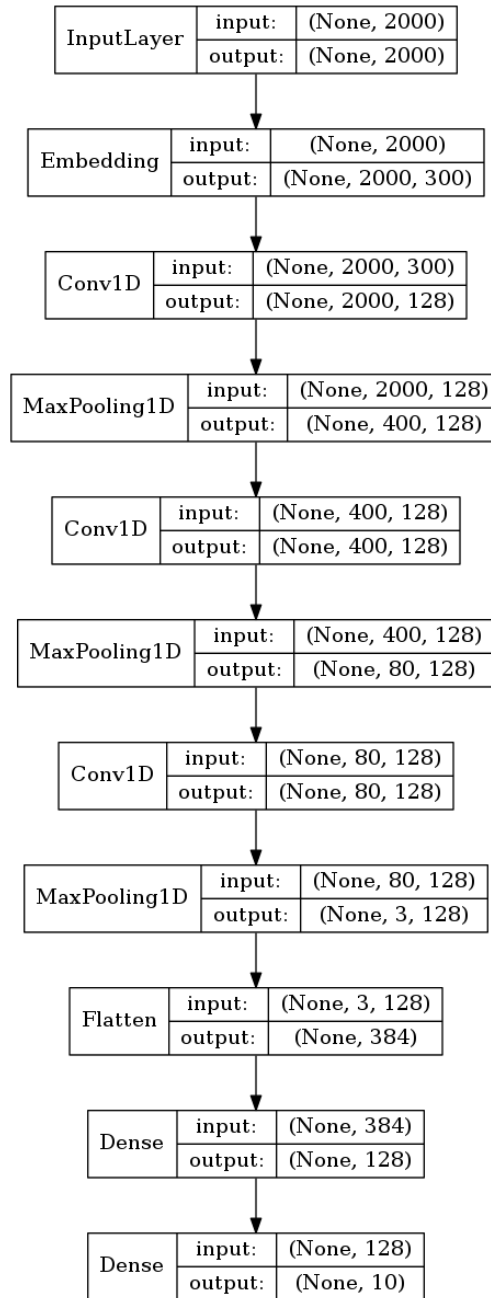 InputLayer
input: (None, 2000)
output: (None, 2000)
Embedding
input: (None, 2000)
output: (None, 2000, 300)
Conv1D
input: (None, 2000, 300)
output: (None, 2000, 128)
MaxPooling1D
input: (None, 2000, 128)
output: (None, 400, 128)
Conv1D
input: (None, 400, 128)
output: (None, 400, 128)
MaxPooling1D
input: (None, 400, 128)
output: (None, 80, 128)
Conv1D
input: (None, 80, 128)
output: (None, 80, 128)
MaxPooling1D
input: (None, 80, 128)
output: (None, 3, 128)
Flatten
input: (None, 3, 128)
output: (None, 384)
Dense
input: (None, 384)
output: (None, 128)
Dense
input: (None, 128)
output: (None, 10)